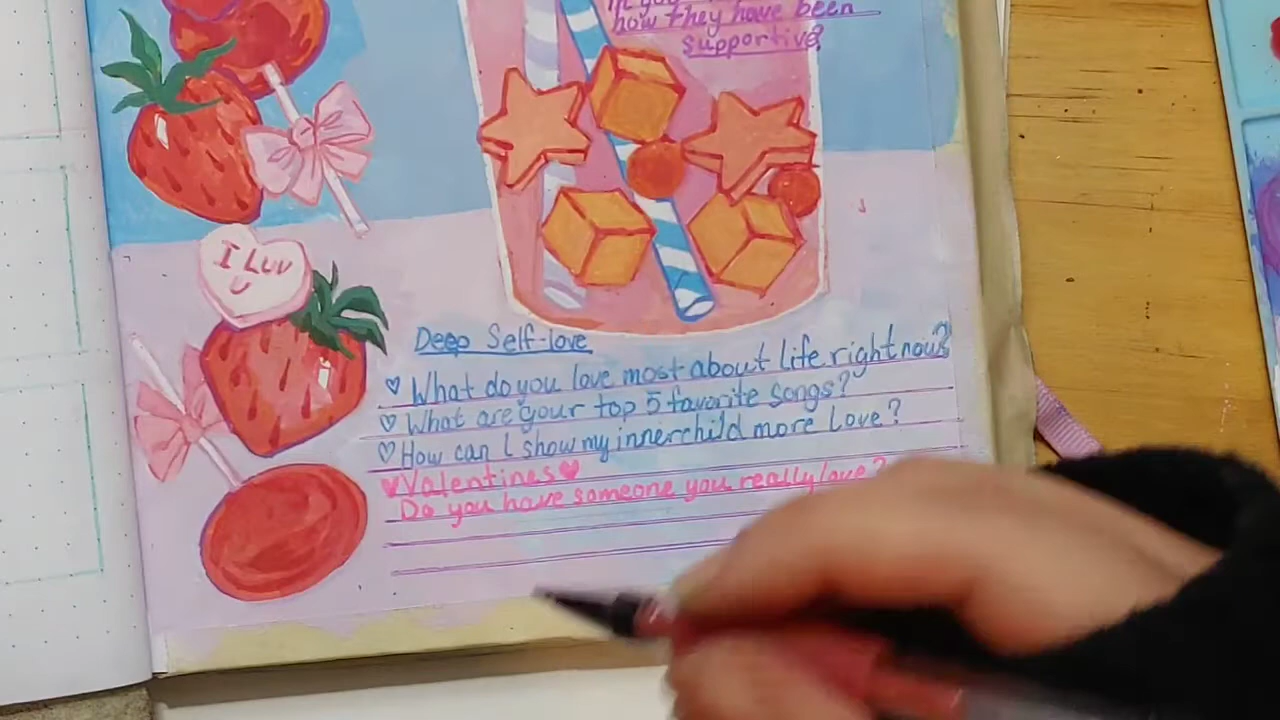 how they have been
supportive?
I Luv
Deep Self-love
What do you love most about life right now?
What are your top 5 favorite songs?
How can I show my innerchild more Love?
♥Valentines♥
Do you have someone you really love?